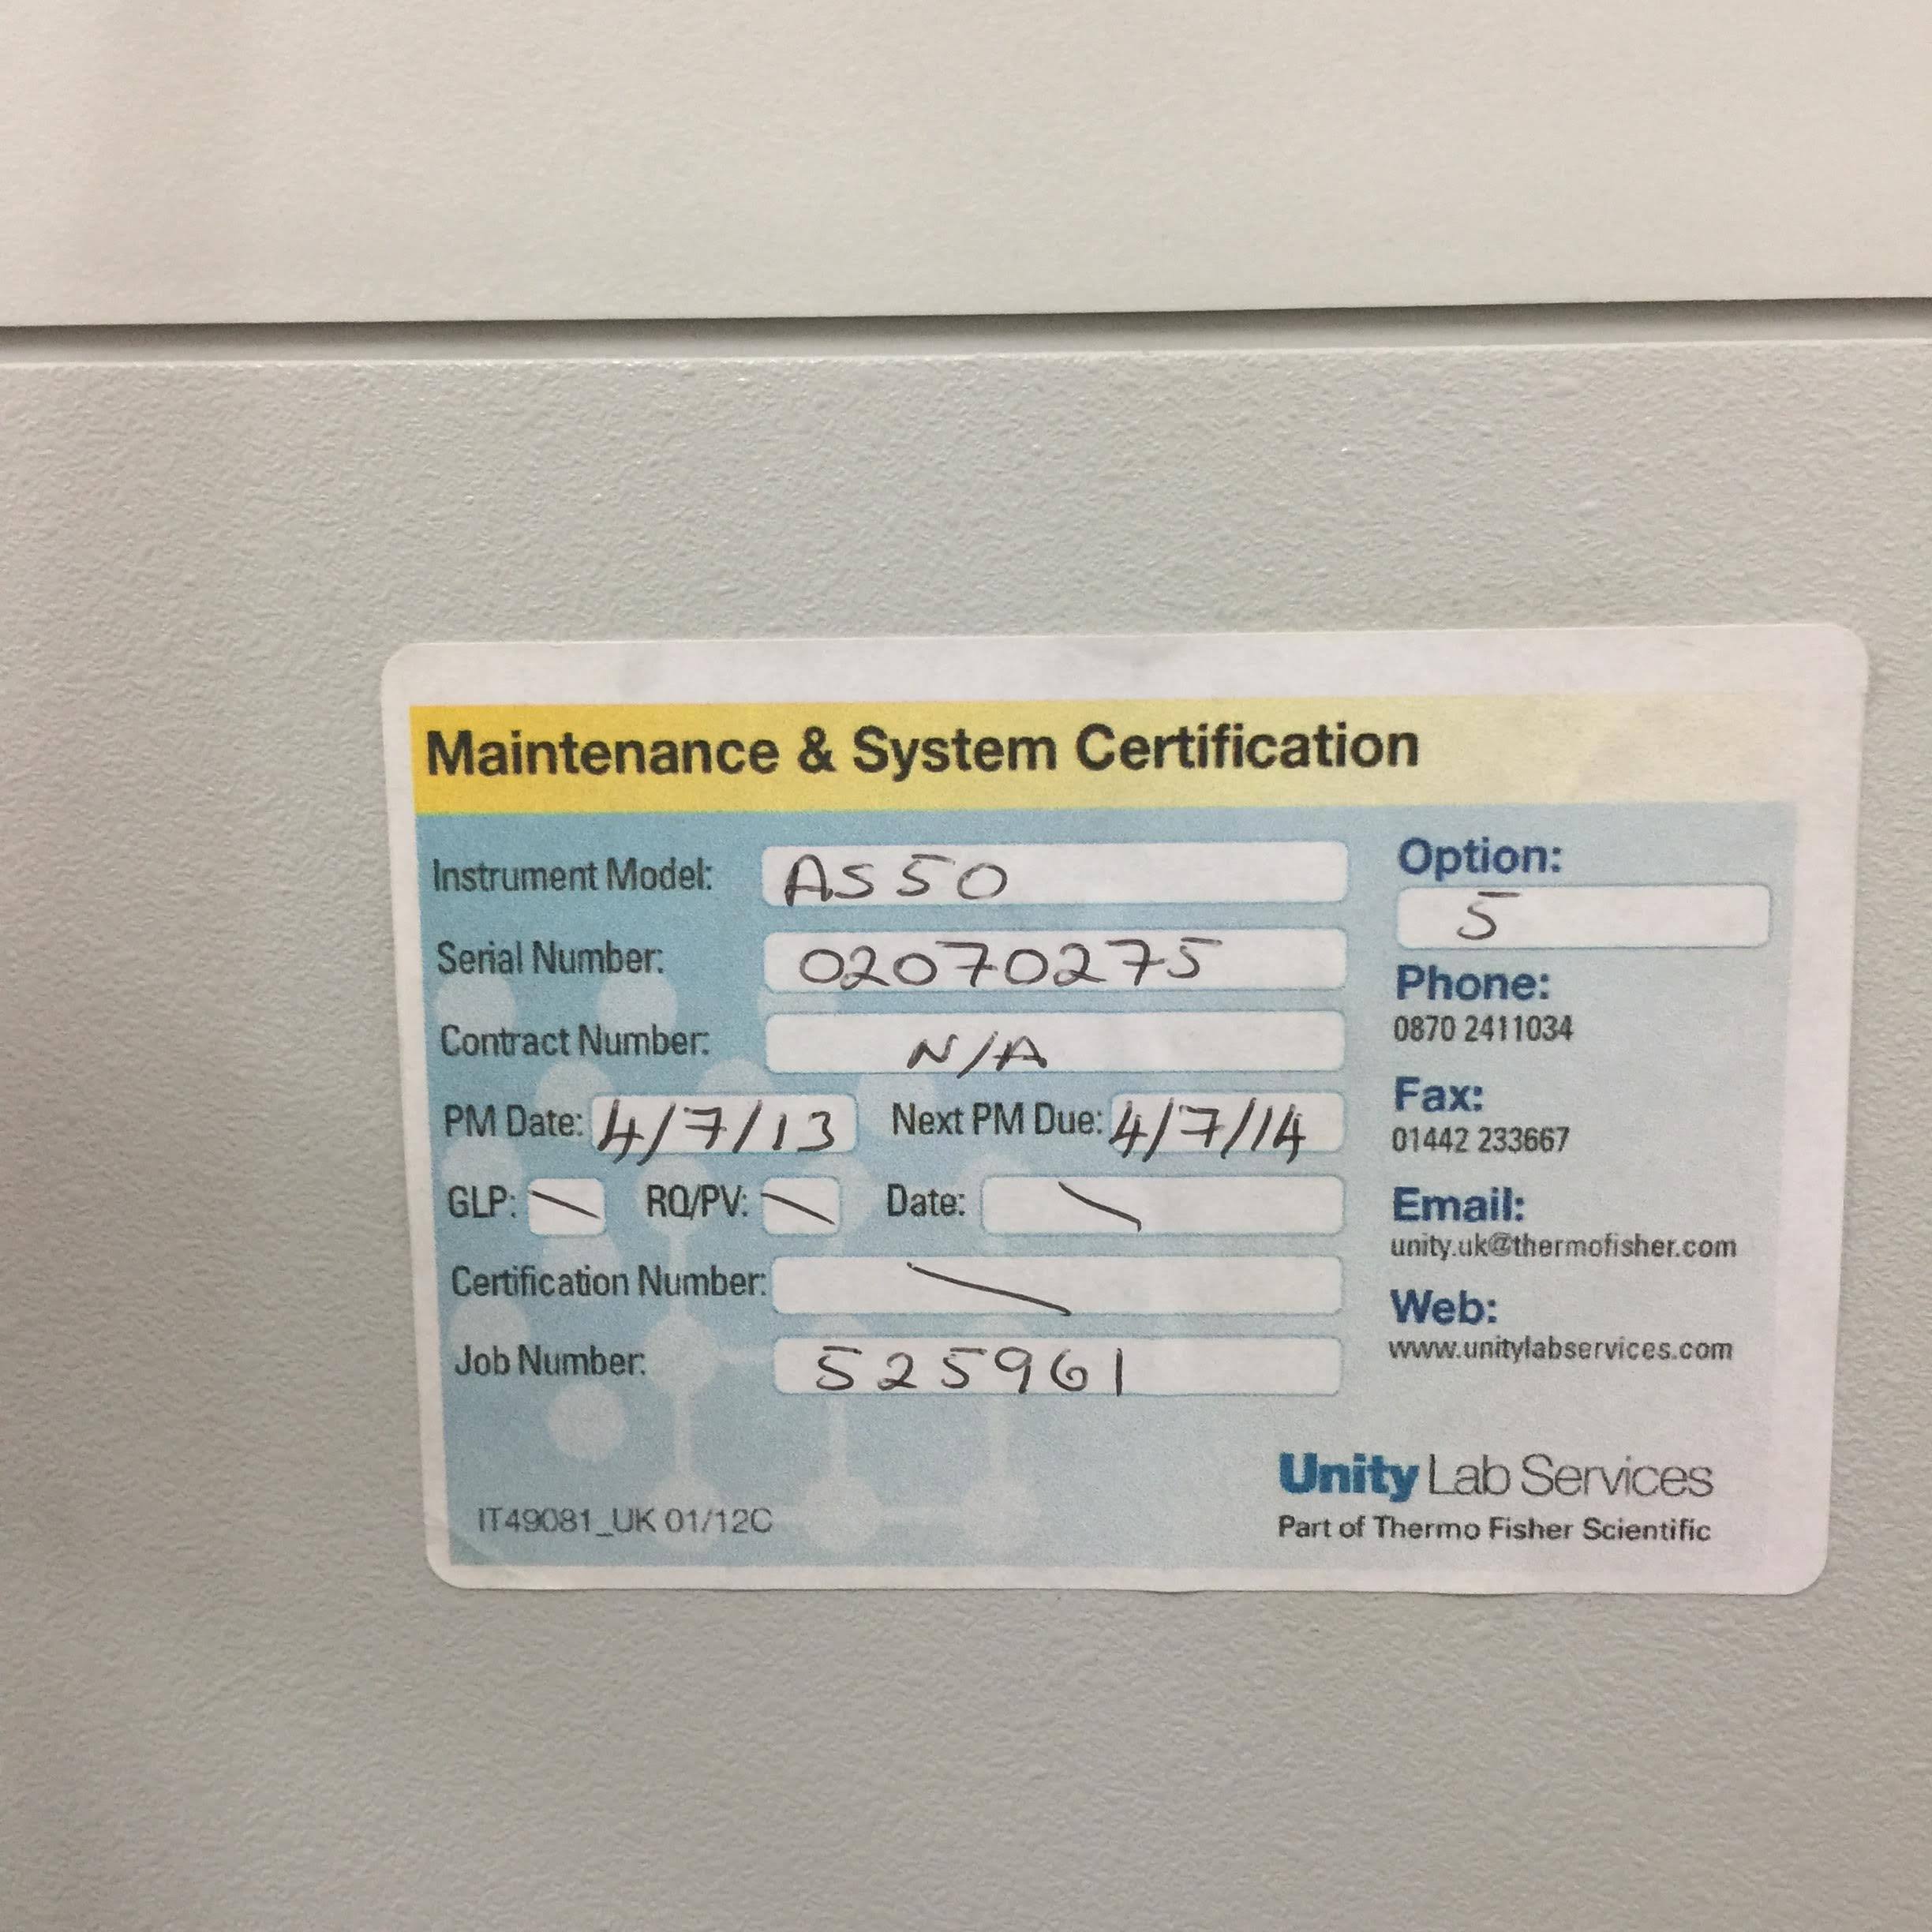 Maintenance & System Certification
Instrument Model: AS50
Serial Number: 02070275
Contract Number: N/A
PM Date: 4/7/13 Next PM Due: 4/7/14
GLP: \ RQ/PV: \ Date: \
Certification Number: \
Job Number: 525961
Option:
5
Phone:
0870 2411034
Fax:
01442 233667
Email:
unity.uk@thermofisher.com
Web:
www.unitylabservices.com
IT49081_UK 01/12C
Unity Lab Services
Part of Thermo Fisher Scientific